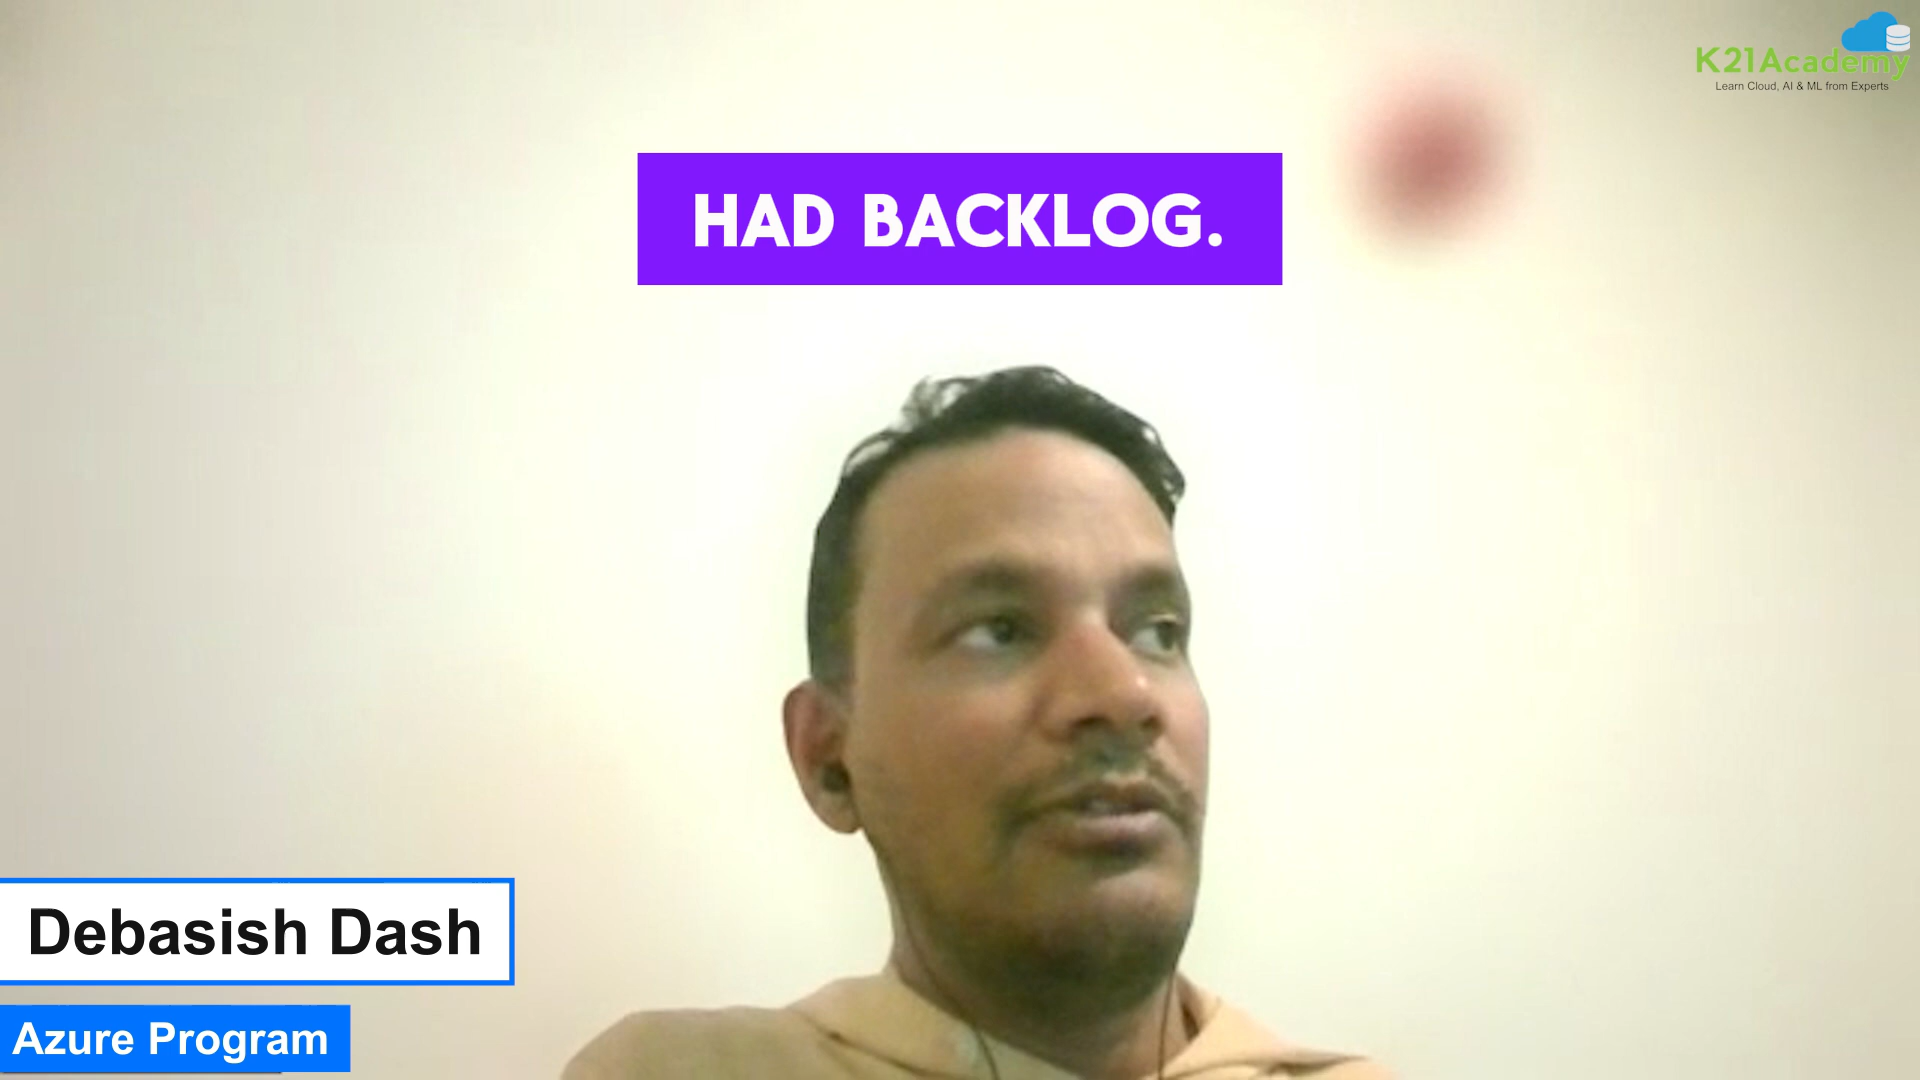 K21Academy
Learn Cloud, AI & ML from Experts
HAD BACKLOG.
Debasish Dash
Azure Program